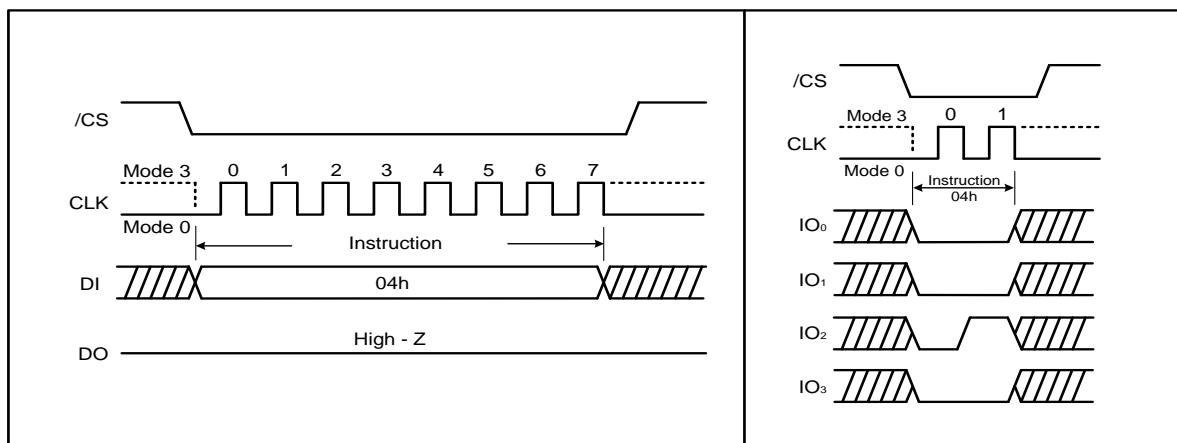 /CS
Mode 3
0 1 2 3 4 5 6 7
CLK
Mode 0
Instruction
DI
04h
High - Z
DO
/CS
Mode 3
0 1
CLK
Mode 0
Instruction
04h
IO₀
IO₁
IO₂
IO₃